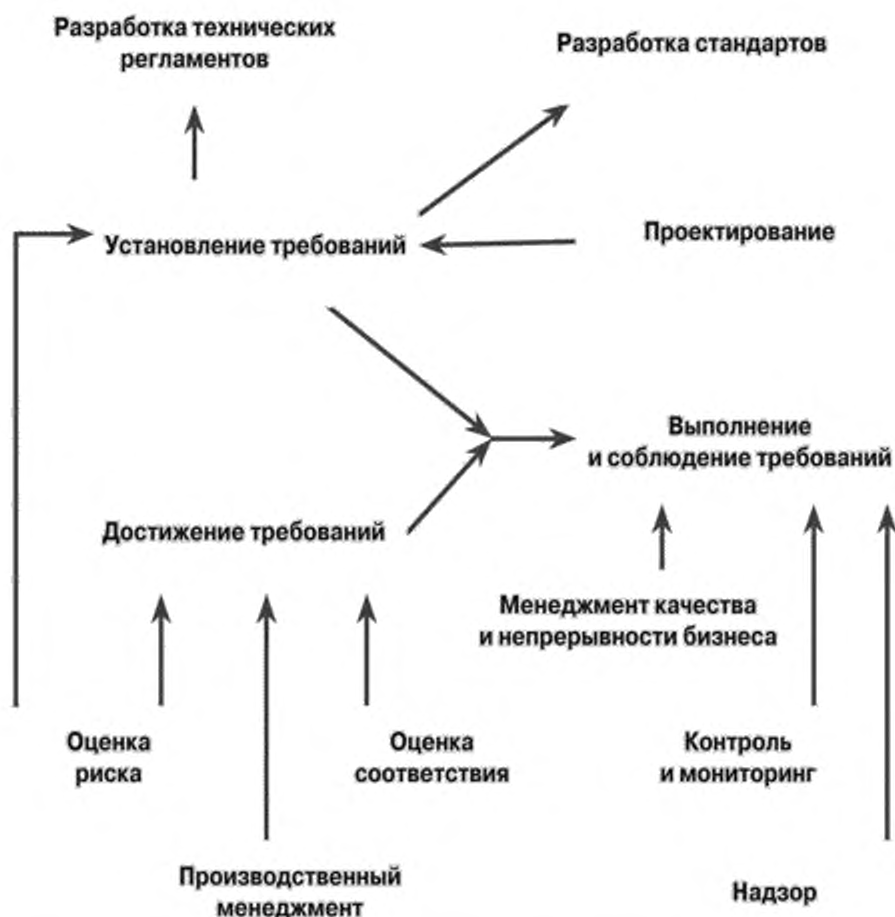 Разработка технических
регламентов
Разработка стандартов
Установление требований
Проектирование
Выполнение
и соблюдение требований
Достижение требований
Менеджмент качества
и непрерывности бизнеса
Оценка
риска
Оценка
соответствия
Контроль
и мониторинг
Производственный
менеджмент
Надзор